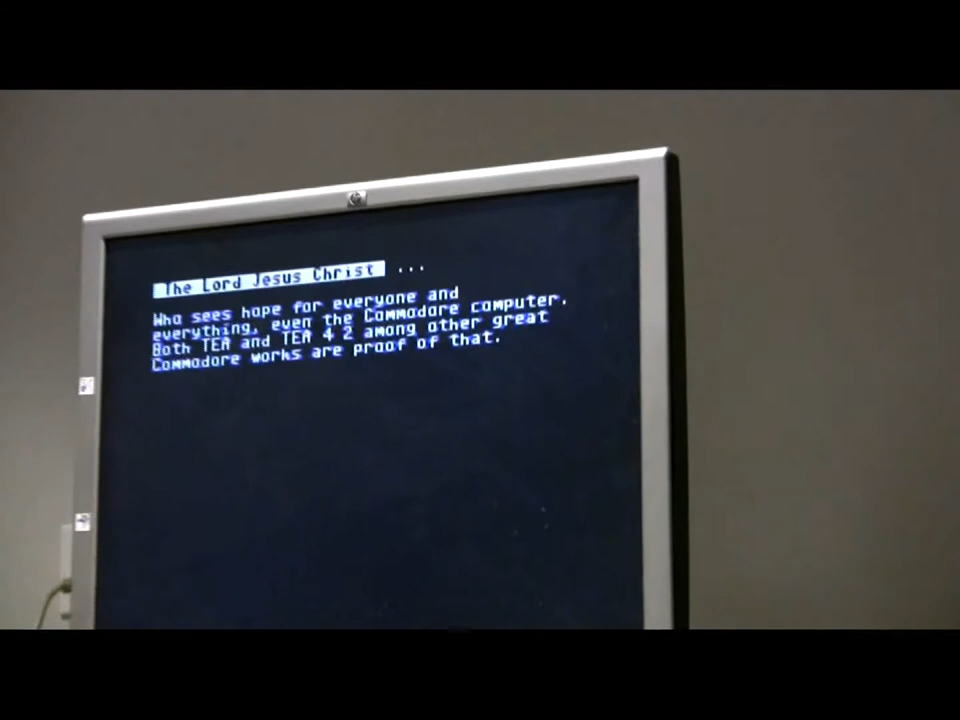 The Lord Jesus Christ ...
Who sees hope for everyone and
everything, even the Commodore computer.
Both TEA and TEA 4 2 among other great
Commodore works are proof of that.
hp